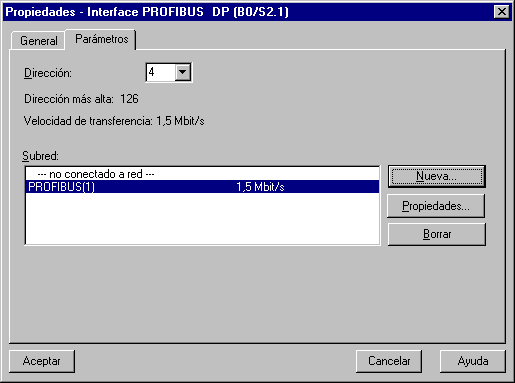 Propiedades - Interface PROFIBUS DP (B0/S2.1)
General
Parámetros
Dirección:
4
Dirección más alta: 126
Velocidad de transferencia: 1,5 Mbit/s
Subred:
--- no conectado a red ---
PROFIBUS(1) 1,5 Mbit/s
Nueva...
Propiedades...
Borrar
Aceptar
Cancelar
Ayuda